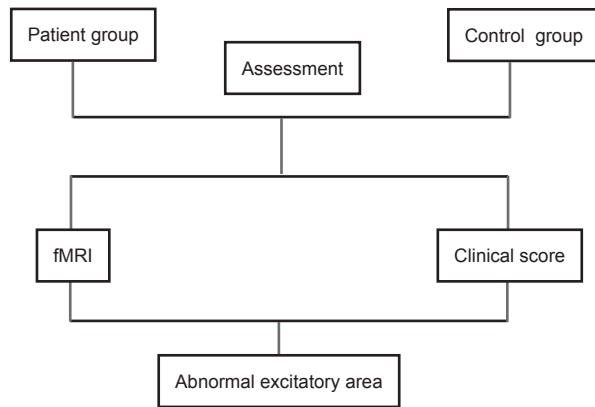 Patient group
Control group
Assessment
fMRI
Clinical score
Abnormal excitatory area